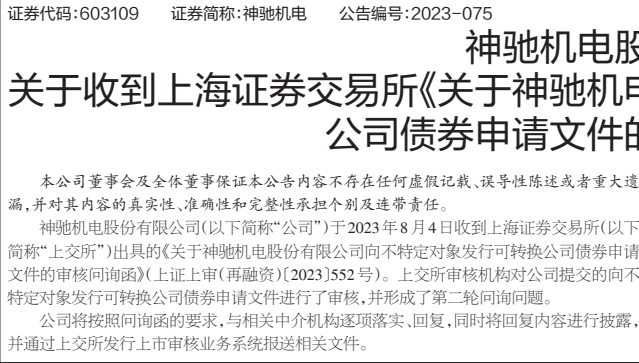 证券代码:603109 证券简称:神驰机电 公告编号:2023-075
神驰机电股
关于收到上海证券交易所《关于神驰机电
公司债券申请文件的
本公司董事会及全体董事保证本公告内容不存在任何虚假记载、误导性陈述或者重大遗
漏,并对其内容的真实性、准确性和完整性承担个别及连带责任。
神驰机电股份有限公司(以下简称“公司”)于2023年8月4日收到上海证券交易所(以下
简称“上交所”)出具的《关于神驰机电股份有限公司向不特定对象发行可转换公司债券申请
文件的审核问询函》(上证上审(再融资)〔2023〕552号)。上交所审核机构对公司提交的向不
特定对象发行可转换公司债券申请文件进行了审核,并形成了第二轮问询问题。
公司将按照问询函的要求,与相关中介机构逐项落实、回复,同时将回复内容进行披露,
并通过上交所发行上市审核业务系统报送相关文件。